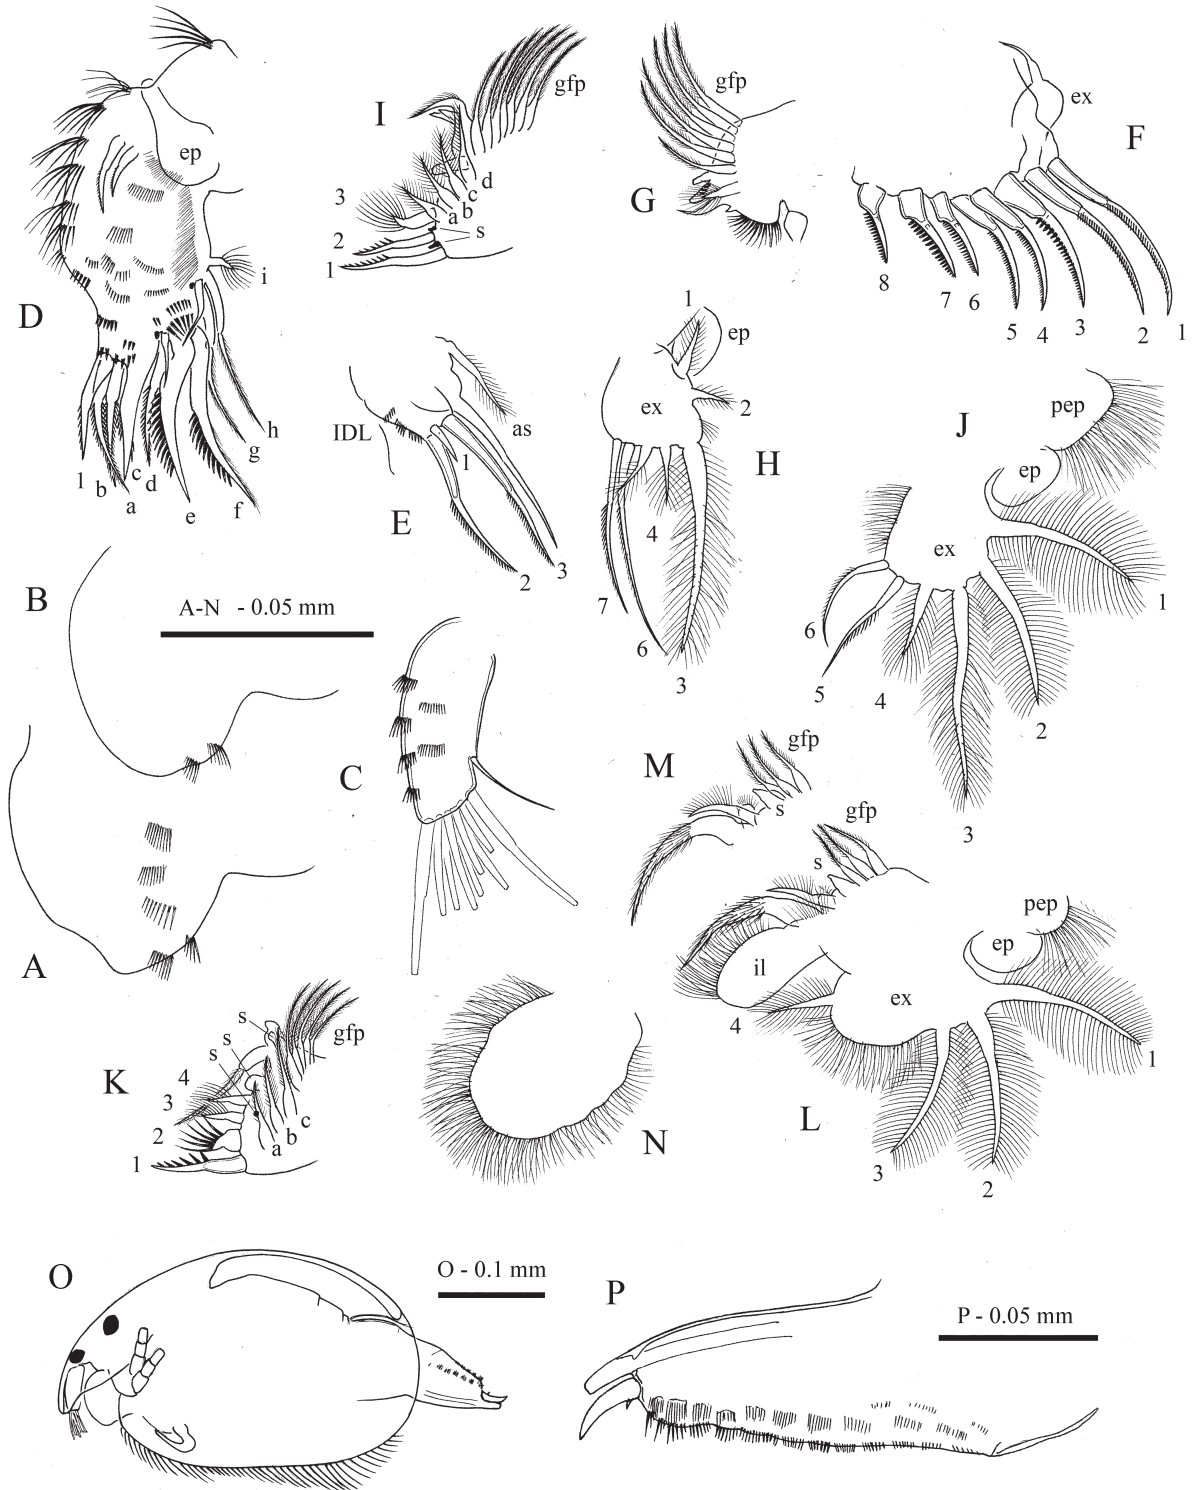 I
gfp
d
c
b
a
s
3
2
1
G
gfp
F
ex
8
7
6
5
4
3
2
1
D
ep
i
h
g
f
e
d
c
a
b
1
E
IDL
as
1
2
3
H
1
ep
ex
2
4
7
6
3
J
pep
ep
ex
1
2
3
4
5
6
B
A-N - 0.05 mm
A
C
M
gfp
s
gfp
s
L
pep
ep
il
ex
4
3
2
1
K
gfp
s
s
s
4
3
2
1
a
b
c
N
O
O - 0.1 mm
P
P - 0.05 mm